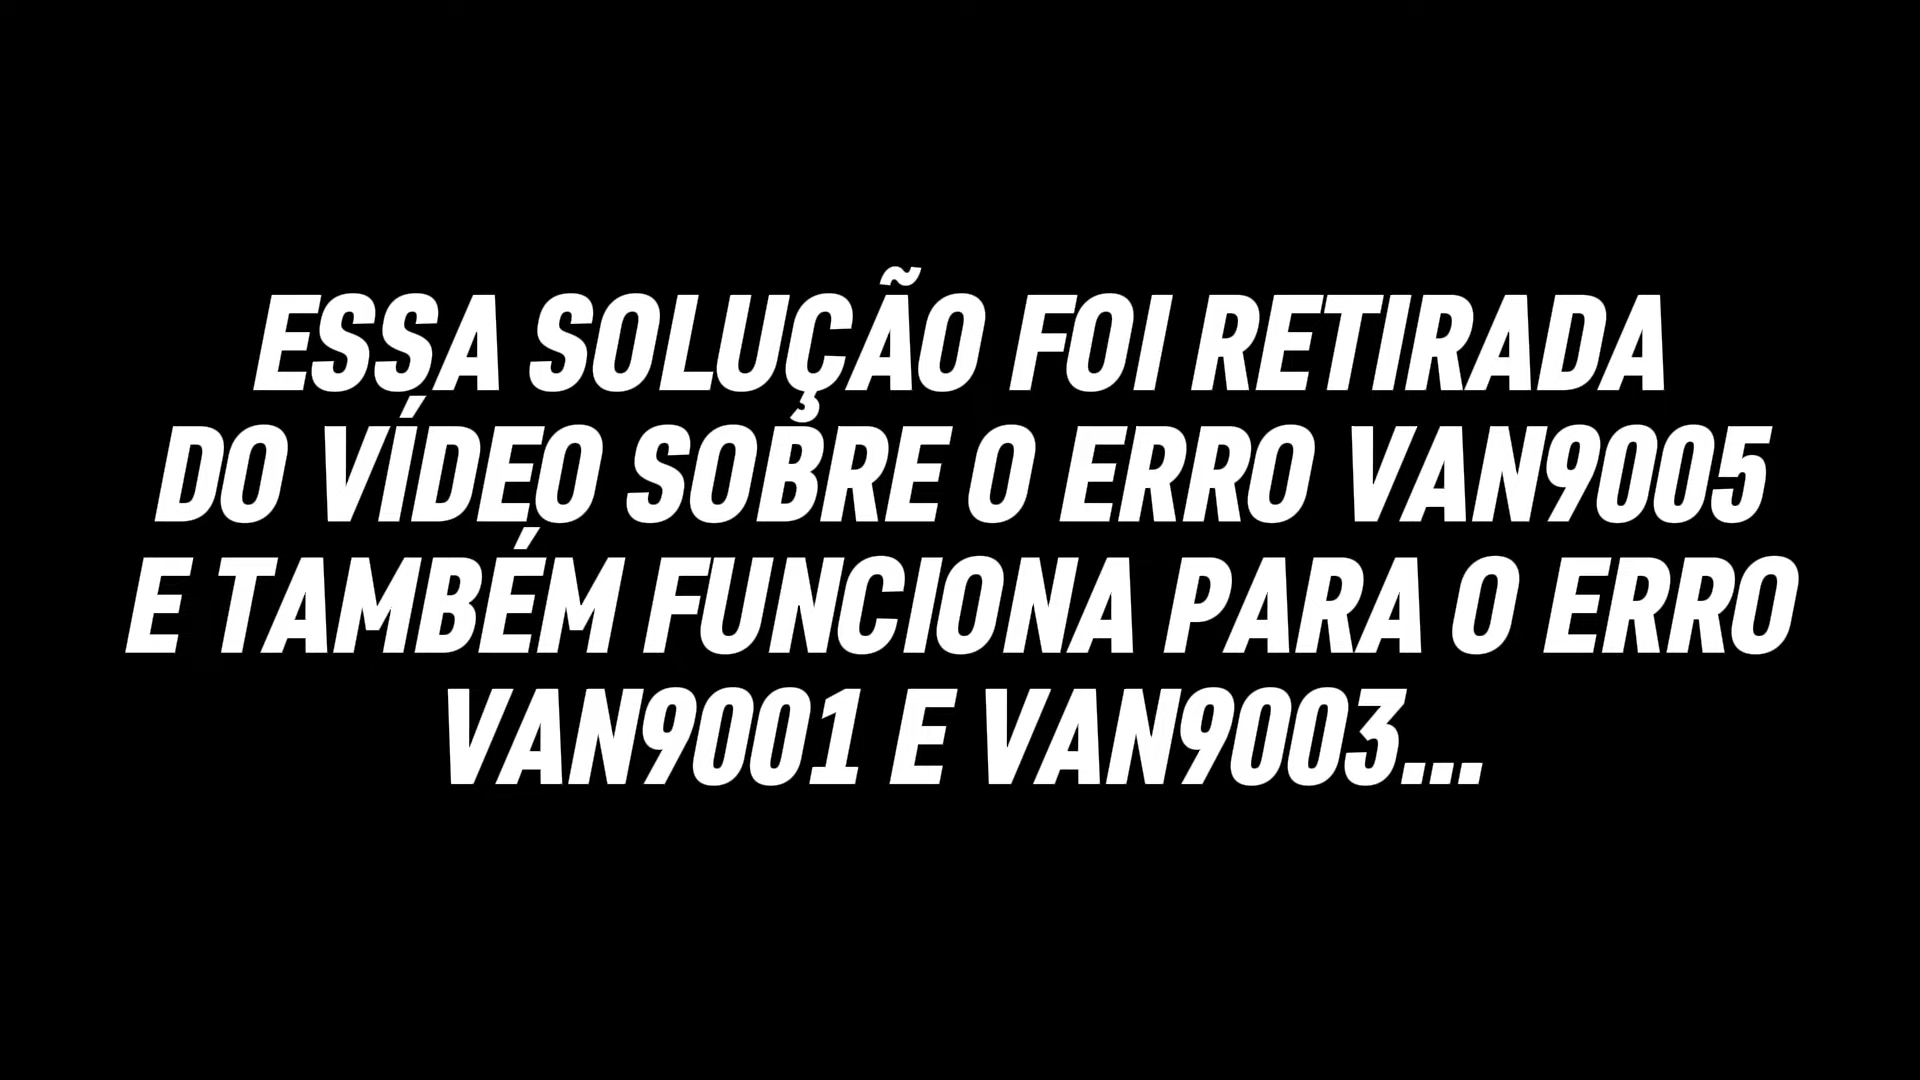 ESSA SOLUÇÃO FOI RETIRADA
DO VÍDEO SOBRE O ERRO VAN9005
E TAMBÉM FUNCIONA PARA O ERRO
VAN9001 E VAN9003...